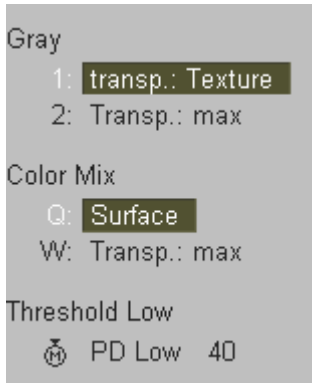 Gray
1: transp.: Texture
2: Transp.: max
Color Mix
Q: Surface
W: Transp.: max
Threshold Low
M PD Low 40